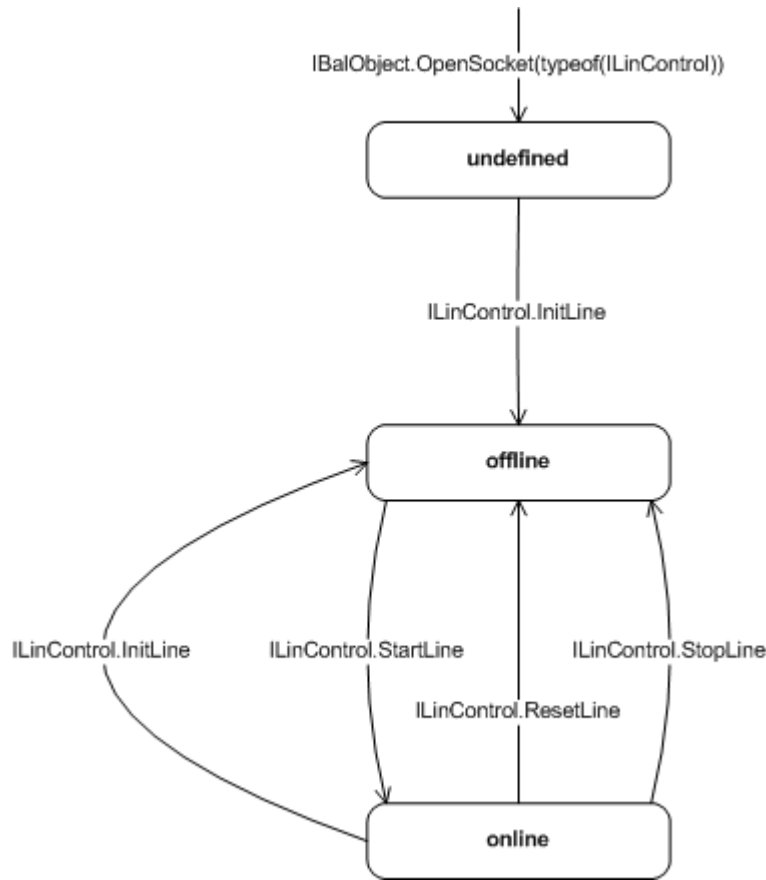 IBalObject.OpenSocket(typeof(ILinControl))
undefined
ILinControl.InitLine
offline
ILinControl.InitLine
ILinControl.StartLine
ILinControl.StopLine
ILinControl.ResetLine
online